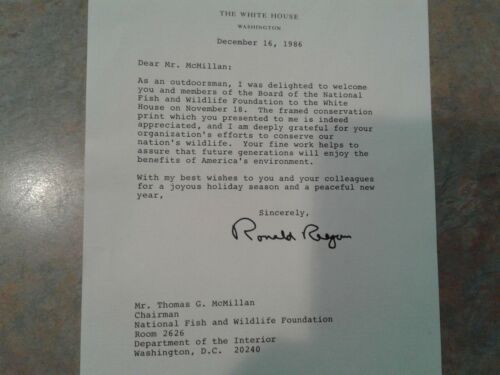 THE WHITE HOUSE
WASHINGTON
December 16, 1986
Dear Mr. McMillan:
As an outdoorsman, I was delighted to welcome
you and members of the Board of the National
Fish and Wildlife Foundation to the White
House on November 18. The framed conservation
print which you presented to me is indeed
appreciated, and I am deeply grateful for your
organization's efforts to conserve our
nation's wildlife. Your fine work helps to
assure that future generations will enjoy the
benefits of America's environment.
With my best wishes to you and your colleagues
for a joyous holiday season and a peaceful new
year,
Sincerely,
Ronald Reagan
Mr. Thomas G. McMillan
Chairman
National Fish and Wildlife Foundation
Room 2626
Department of the Interior
Washington, D.C. 20240